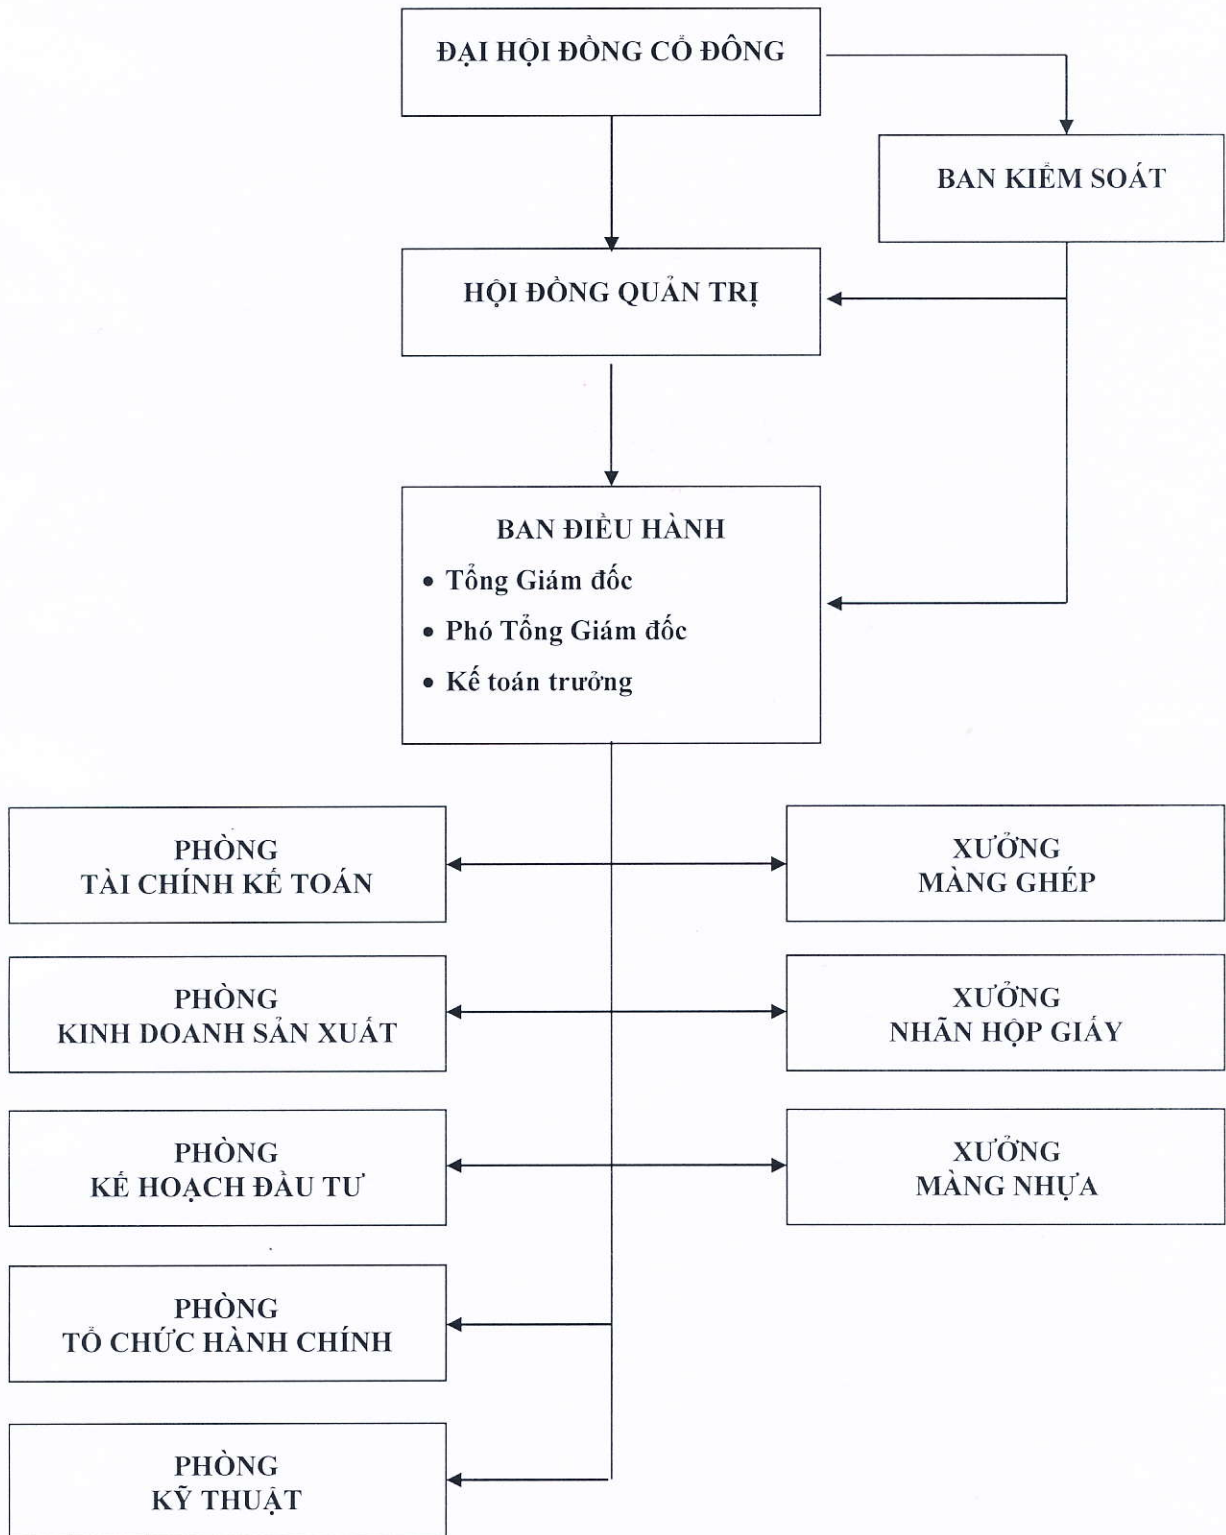 ĐẠI HỘI ĐỒNG CỔ ĐÔNG
BAN KIỂM SOÁT
HỘI ĐỒNG QUẢN TRỊ
BAN ĐIỀU HÀNH
• Tổng Giám đốc
• Phó Tổng Giám đốc
• Kế toán trưởng
PHÒNG
TÀI CHÍNH KẾ TOÁN
XƯỞNG
MÀNG GHÉP
PHÒNG
KINH DOANH SẢN XUẤT
XƯỞNG
NHÃN HỘP GIẤY
PHÒNG
KẾ HOẠCH ĐẦU TƯ
XƯỞNG
MÀNG NHỰA
PHÒNG
TỔ CHỨC HÀNH CHÍNH
PHÒNG
KỸ THUẬT